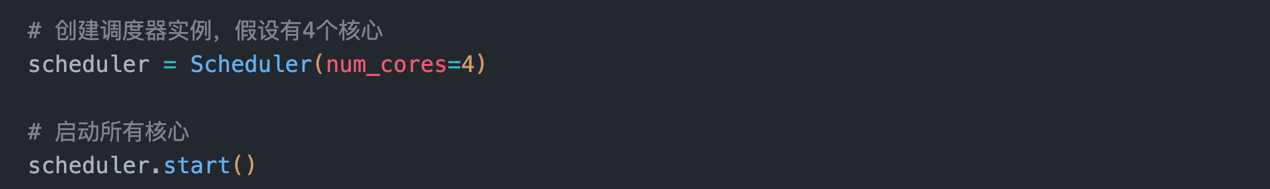 # 创建调度器实例，假设有4个核心
scheduler = Scheduler(num_cores=4)
# 启动所有核心
scheduler.start()